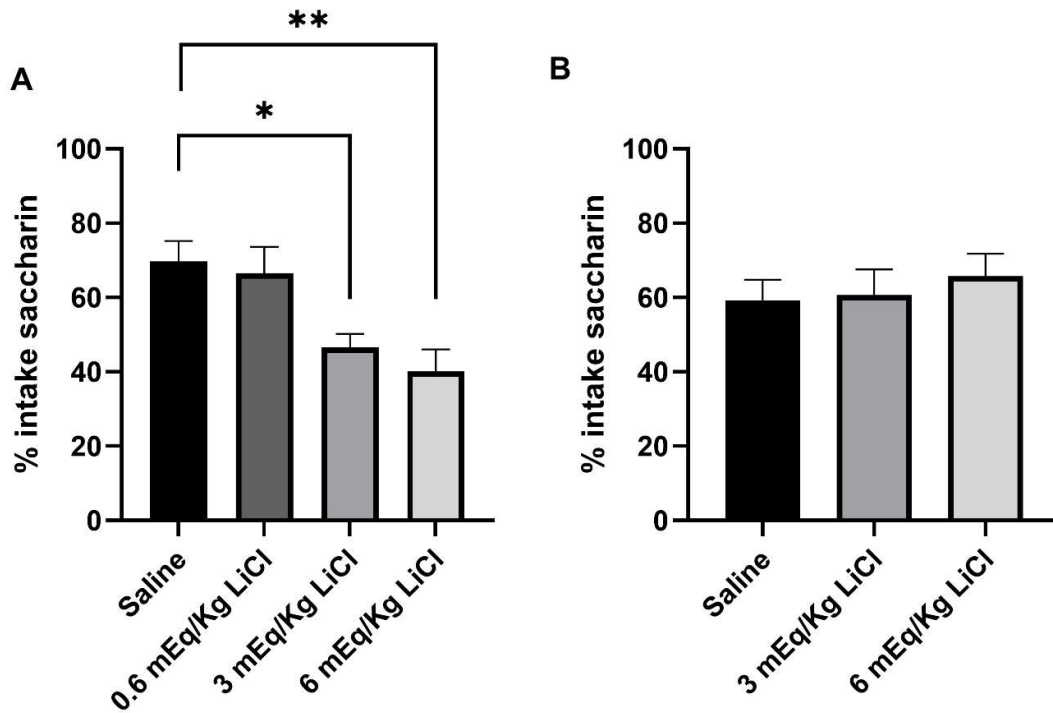 A
**
*
% intake saccharin
100
80
60
40
20
0
Saline
0.6 mEq/Kg LiCl
3 mEq/Kg LiCl
6 mEq/Kg LiCl
B
% intake saccharin
100
80
60
40
20
0
Saline
3 mEq/Kg LiCl
6 mEq/Kg LiCl